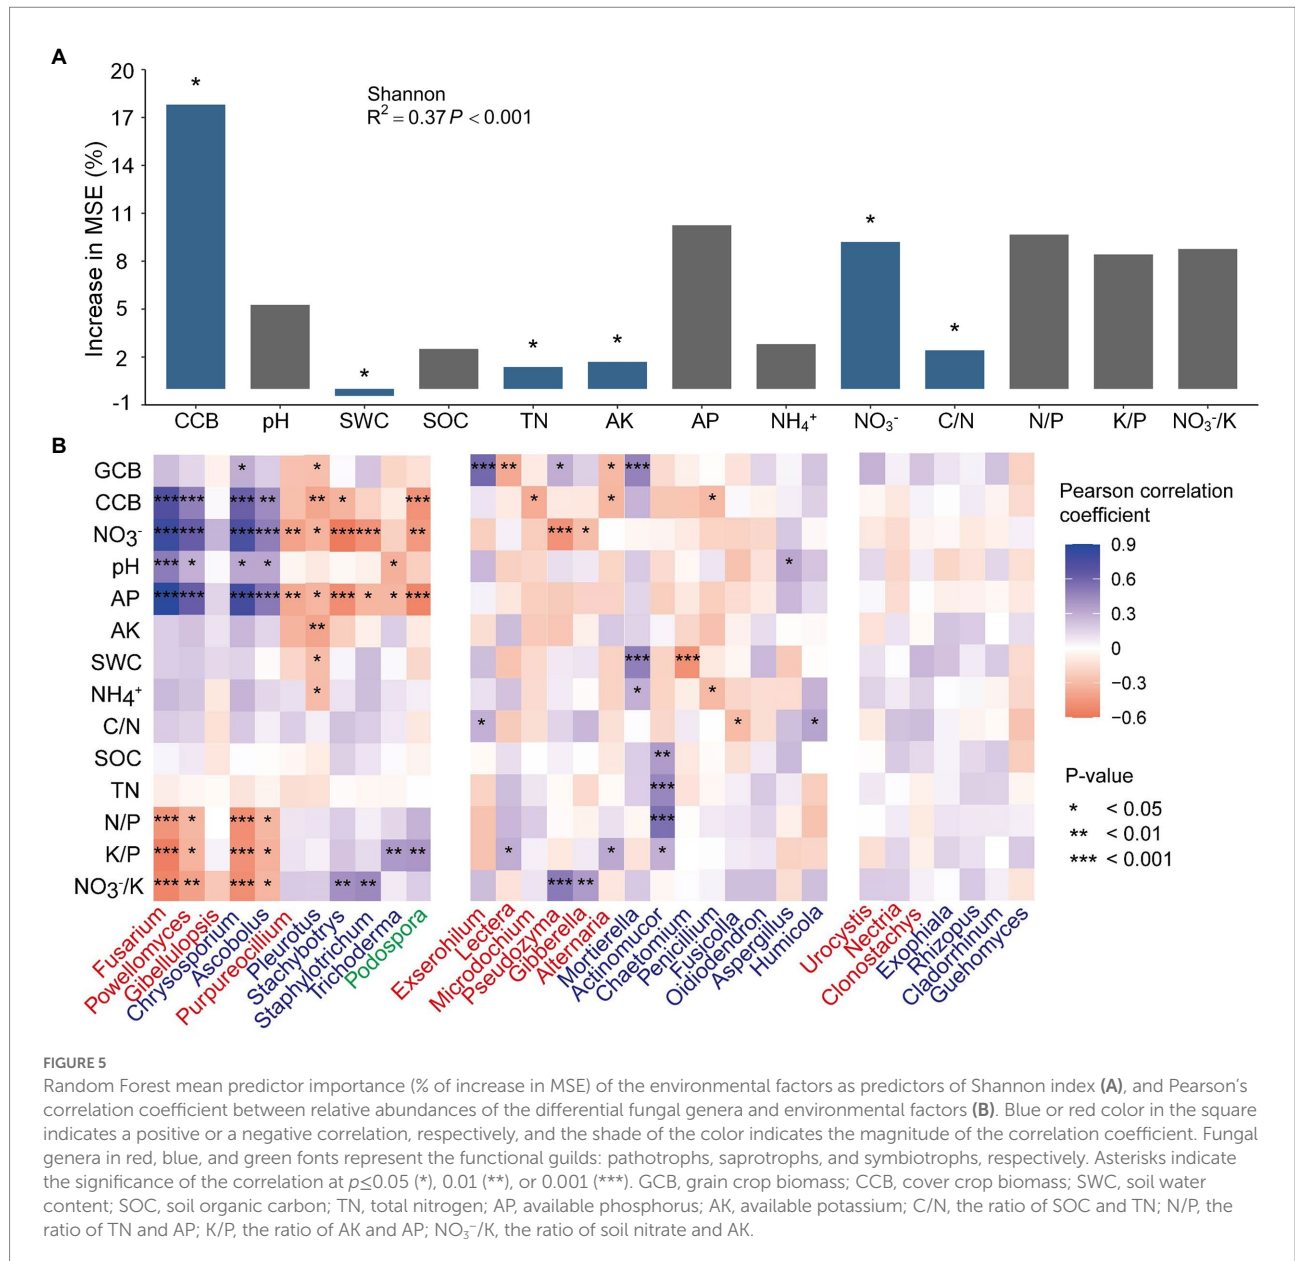 A
20
17
14
11
8
5
2
-1
Increase in MSE (%)
Shannon
R² = 0.37 P < 0.001
*
*
*
*
*
*
CCB pH SWC SOC TN AK AP NH₄⁺ NO₃⁻ C/N N/P K/P NO₃⁻/K
B
GCB * * *** ** * * ***
CCB *** *** *** ** ** * *** * * *
NO₃⁻ *** *** *** *** ** * *** *** ** *** *
pH *** * * * * *
AP *** *** *** *** ** * *** * * ***
AK **
SWC * *** ***
NH₄⁺ * * *
C/N * * *
SOC **
TN ***
N/P *** * *** * ***
K/P *** * *** * ** ** * * *
NO₃⁻/K *** ** *** * ** ** *** **
Fusarium
Powellomyces
Gibellulopsis
Chrysosporium
Ascobolus
Purpureocillium
Pleurotus
Stachybotrys
Staphylotrichum
Trichoderma
Podospora
Exserohilum
Lectera
Microdochium
Pseudozyma
Gibberella
Alternaria
Mortierella
Actinomucor
Chaetomium
Penicillium
Fusicolla
Oidiodendron
Aspergillus
Humicola
Urocystis
Nectria
Clonostachys
Exophiala
Rhizopus
Cladorrhinum
Guehomyces
Pearson correlation
coefficient
0.9
0.6
0.3
0
−0.3
−0.6
P-value
* < 0.05
** < 0.01
*** < 0.001
FIGURE 5
Random Forest mean predictor importance (% of increase in MSE) of the environmental factors as predictors of Shannon index (A), and Pearson's
correlation coefficient between relative abundances of the differential fungal genera and environmental factors (B). Blue or red color in the square
indicates a positive or a negative correlation, respectively, and the shade of the color indicates the magnitude of the correlation coefficient. Fungal
genera in red, blue, and green fonts represent the functional guilds: pathotrophs, saprotrophs, and symbiotrophs, respectively. Asterisks indicate
the significance of the correlation at p≤0.05 (*), 0.01 (**), or 0.001 (***). GCB, grain crop biomass; CCB, cover crop biomass; SWC, soil water
content; SOC, soil organic carbon; TN, total nitrogen; AP, available phosphorus; AK, available potassium; C/N, the ratio of SOC and TN; N/P, the
ratio of TN and AP; K/P, the ratio of AK and AP; NO₃⁻/K, the ratio of soil nitrate and AK.